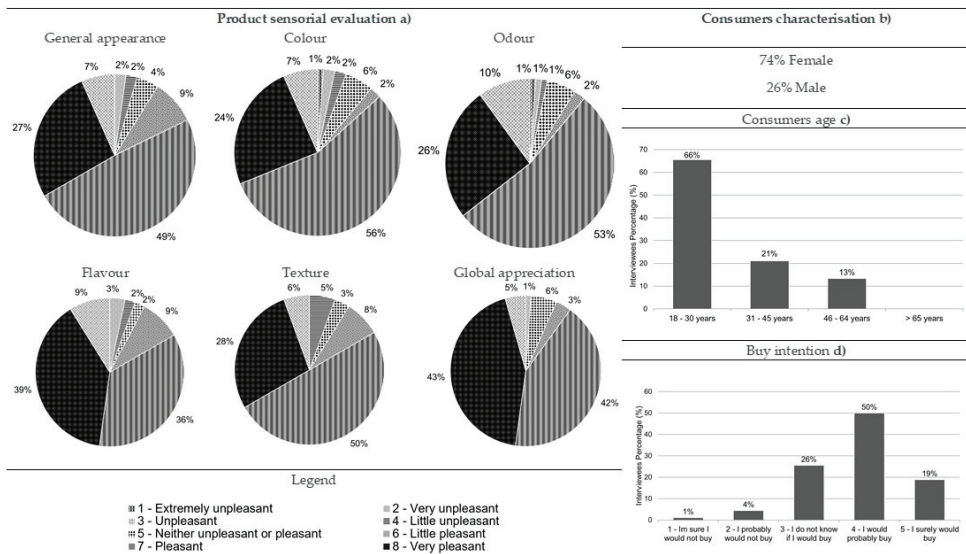 Product sensorial evaluation a)
General appearance
7%
2%
2%
4%
9%
27%
49%
Colour
7%
1%
2%
2%
6%
2%
24%
56%
Odour
10%
1%
1%
1%
6%
2%
26%
53%
Flavour
9%
3%
2%
2%
9%
39%
36%
Texture
6%
5%
3%
8%
28%
50%
Global appreciation
5%
1%
6%
3%
43%
42%
Legend
1 - Extremely unpleasant
2 - Very unpleasant
3 - Unpleasant
4 - Little unpleasant
5 - Neither unpleasant or pleasant
6 - Little pleasant
7 - Pleasant
8 - Very pleasant
Consumers characterisation b)
74% Female
26% Male
Consumers age c)
Interviewees Percentage (%)
70
60
50
40
30
20
10
0
66%
21%
13%
18 - 30 years
31 - 45 years
46 - 64 years
> 65 years
Buy intention d)
Interviewees Percentage (%)
60
50
40
30
20
10
0
1%
4%
26%
50%
19%
1 - Im sure I
would not buy
2 - I probably
would not buy
3 - I do not know
if I would buy
4 - I would
probably buy
5 - I surely would
buy